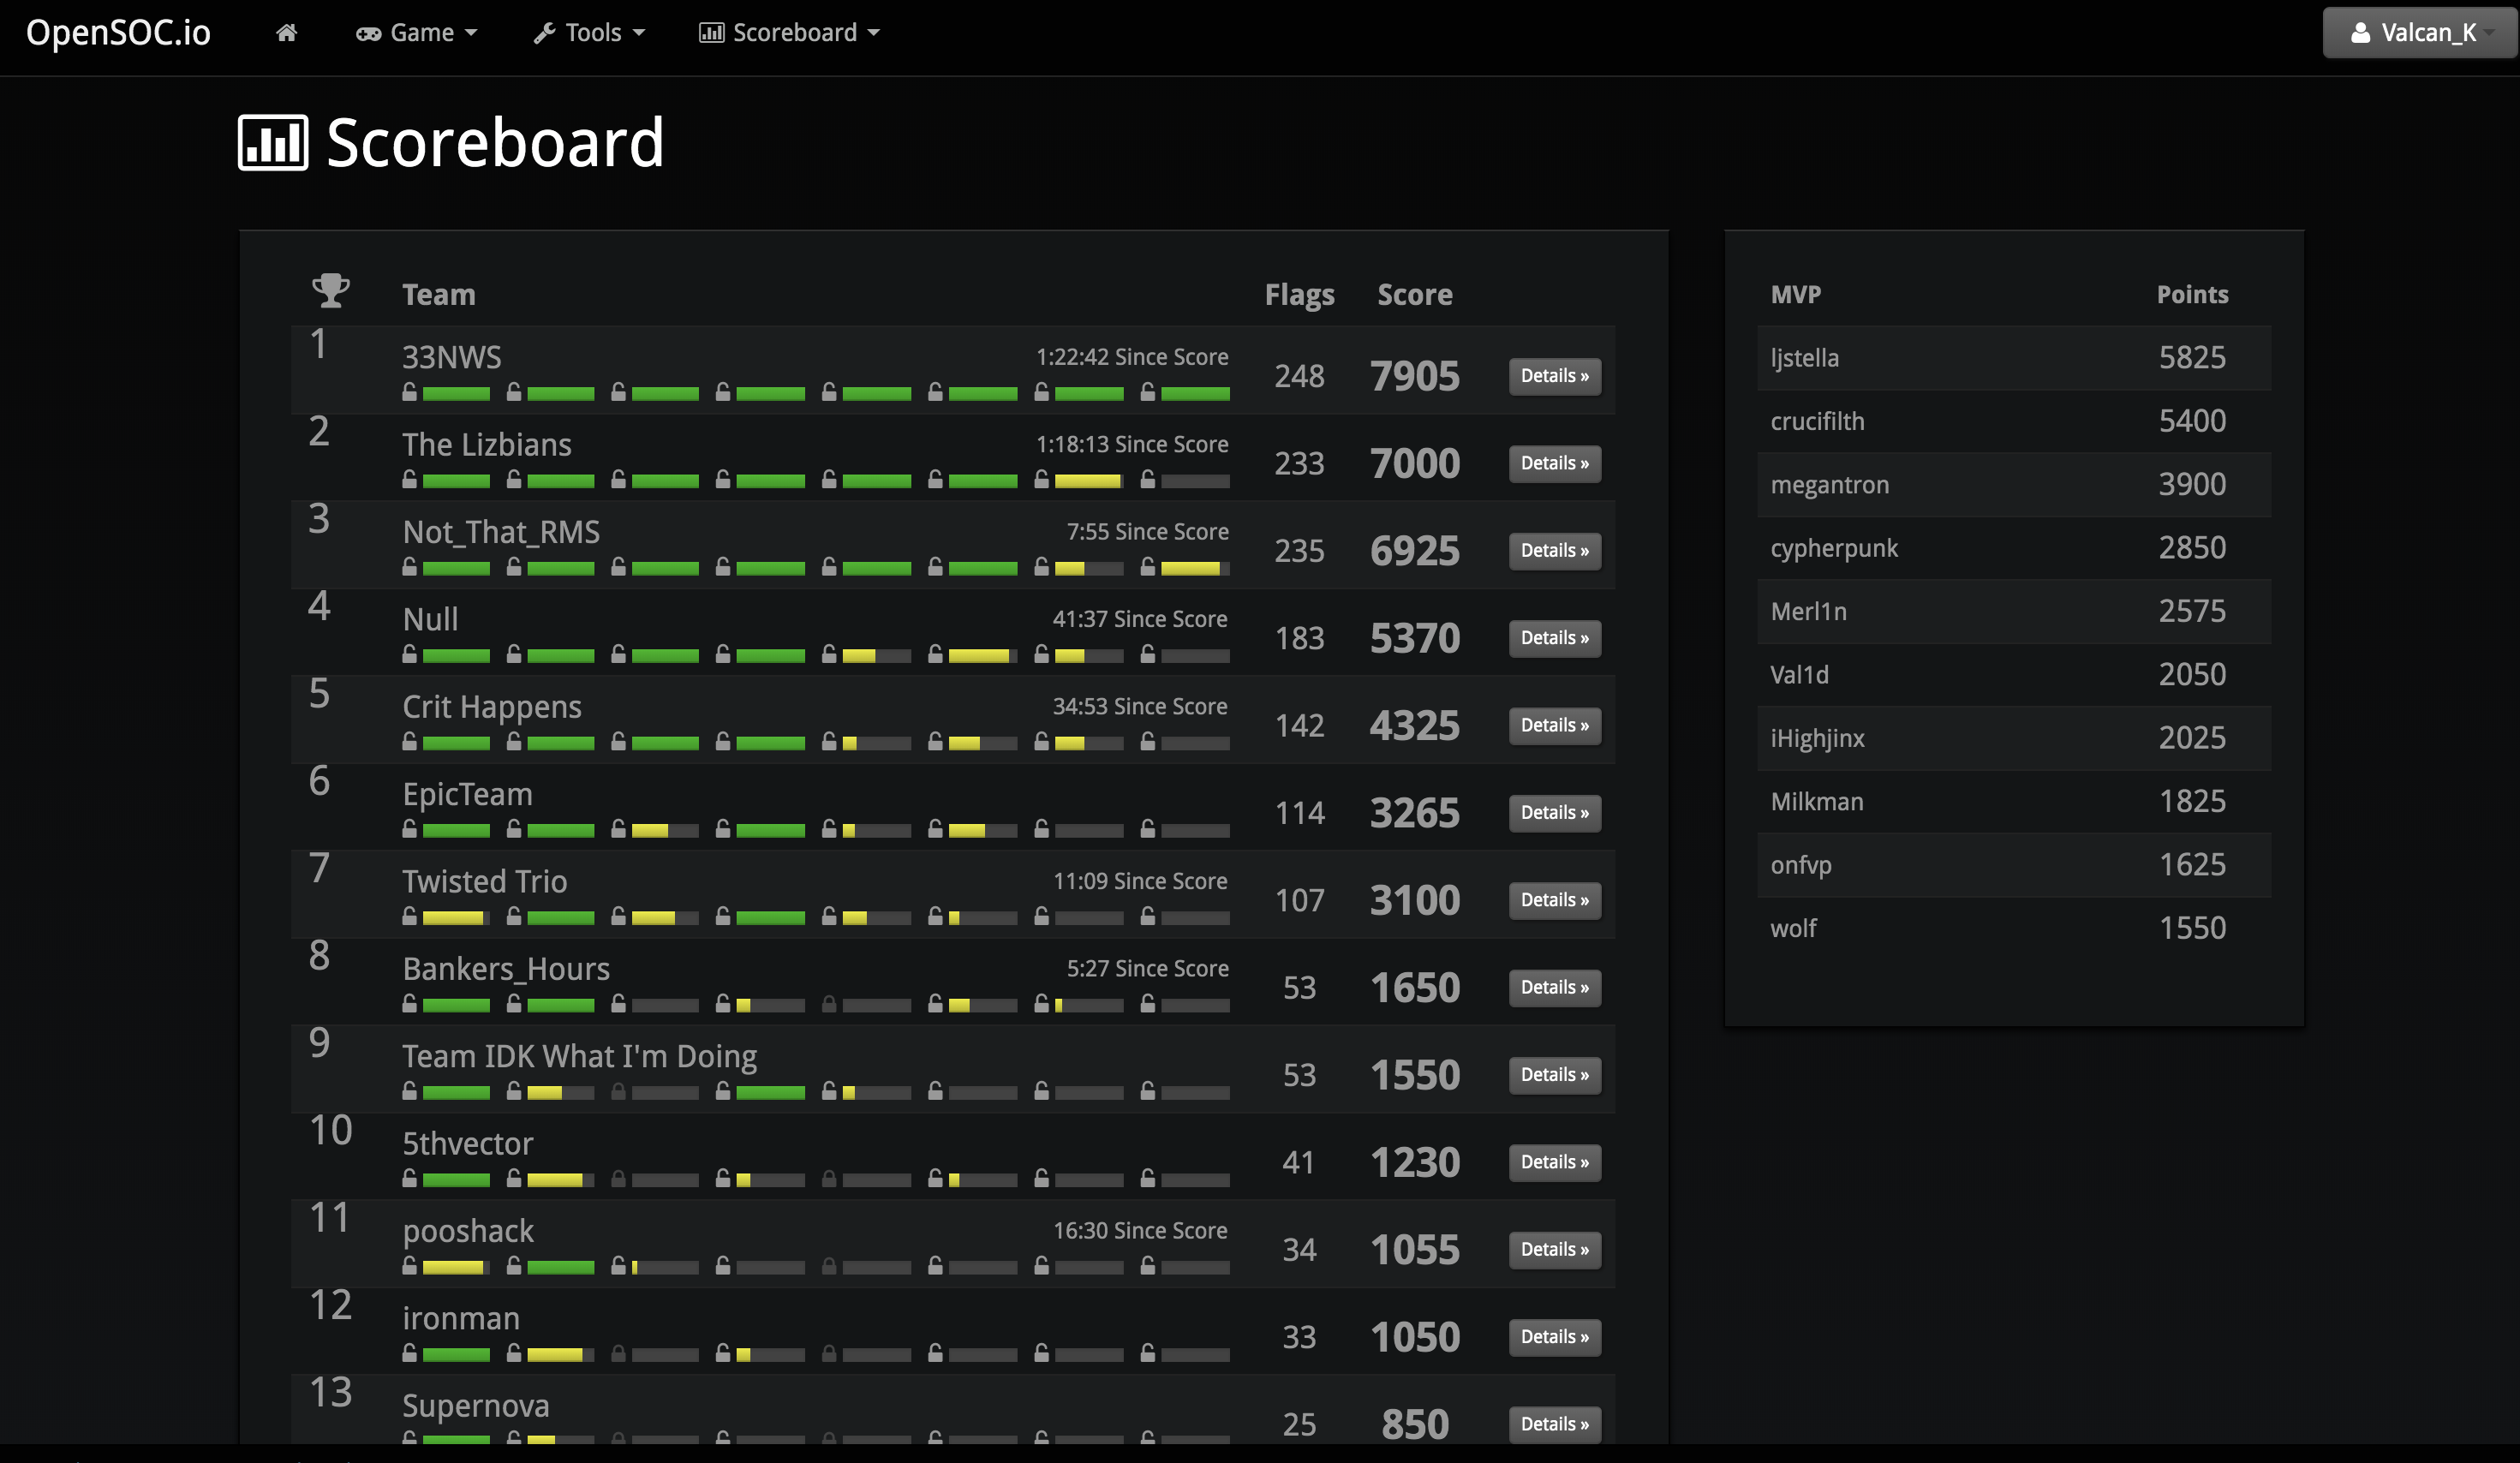 OpenSOC.io Game Tools Scoreboard Valcan_K
Scoreboard
Team Flags Score
1 33NWS 1:22:42 Since Score 248 7905 Details »
2 The Lizbians 1:18:13 Since Score 233 7000 Details »
3 Not_That_RMS 7:55 Since Score 235 6925 Details »
4 Null 41:37 Since Score 183 5370 Details »
5 Crit Happens 34:53 Since Score 142 4325 Details »
6 EpicTeam 114 3265 Details »
7 Twisted Trio 11:09 Since Score 107 3100 Details »
8 Bankers_Hours 5:27 Since Score 53 1650 Details »
9 Team IDK What I'm Doing 53 1550 Details »
10 5thvector 41 1230 Details »
11 pooshack 16:30 Since Score 34 1055 Details »
12 ironman 33 1050 Details »
13 Supernova 25 850 Details »
MVP Points
ljstella 5825
crucifilth 5400
megantron 3900
cypherpunk 2850
Merl1n 2575
Val1d 2050
iHighjinx 2025
Milkman 1825
onfvp 1625
wolf 1550